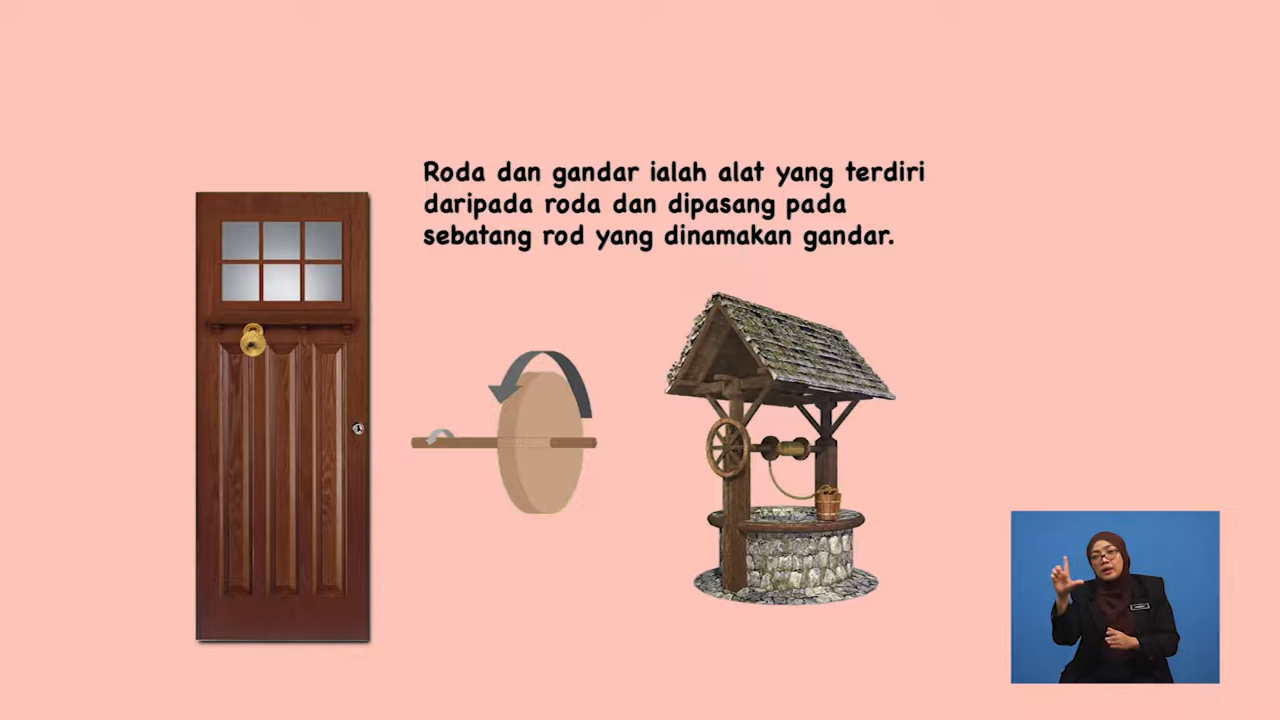 Roda dan gandar ialah alat yang terdiri
daripada roda dan dipasang pada
sebatang rod yang dinamakan gandar.